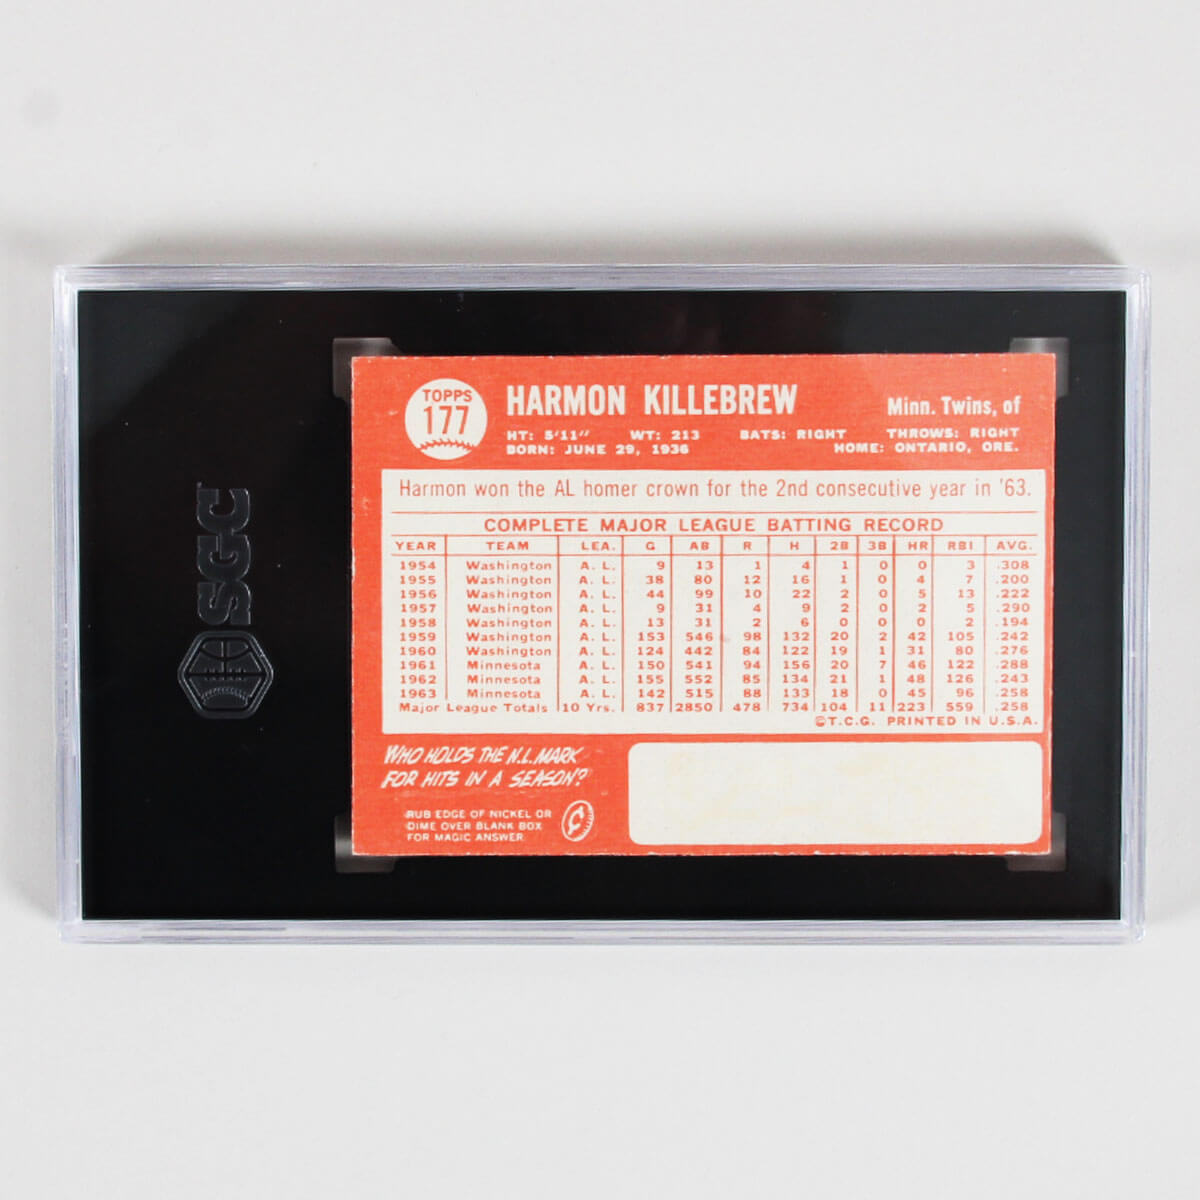 SGC
TOPPS
177
HARMON KILLEBREW
Minn. Twins, of
HT: 5'11" WT: 213 BATS: RIGHT THROWS: RIGHT
BORN: JUNE 29, 1936 HOME: ONTARIO, ORE.
Harmon won the AL homer crown for the 2nd consecutive year in '63.
COMPLETE MAJOR LEAGUE BATTING RECORD
YEAR TEAM LEA. G AB R H 2B 3B HR RBI AVG.
1954 Washington A. L. 9 13 1 4 1 0 0 3 .308
1955 Washington A. L. 38 80 12 16 1 0 4 7 .200
1956 Washington A. L. 44 99 10 22 2 0 5 13 .222
1957 Washington A. L. 9 31 4 9 2 0 2 5 .290
1958 Washington A. L. 13 31 2 6 0 0 0 2 .194
1959 Washington A. L. 153 546 98 132 20 2 42 105 .242
1960 Washington A. L. 124 442 84 122 19 1 31 80 .276
1961 Minnesota A. L. 150 541 94 156 20 7 46 122 .288
1962 Minnesota A. L. 155 552 85 134 21 1 48 126 .243
1963 Minnesota A. L. 142 515 88 133 18 0 45 96 .258
Major League Totals 10 Yrs. 837 2850 478 734 104 11 223 559 .258
©T.C.G. PRINTED IN U.S.A.
WHO HOLDS THE N.L. MARK
FOR HITS IN A SEASON?
RUB EDGE OF NICKEL OR
DIME OVER BLANK BOX
FOR MAGIC ANSWER